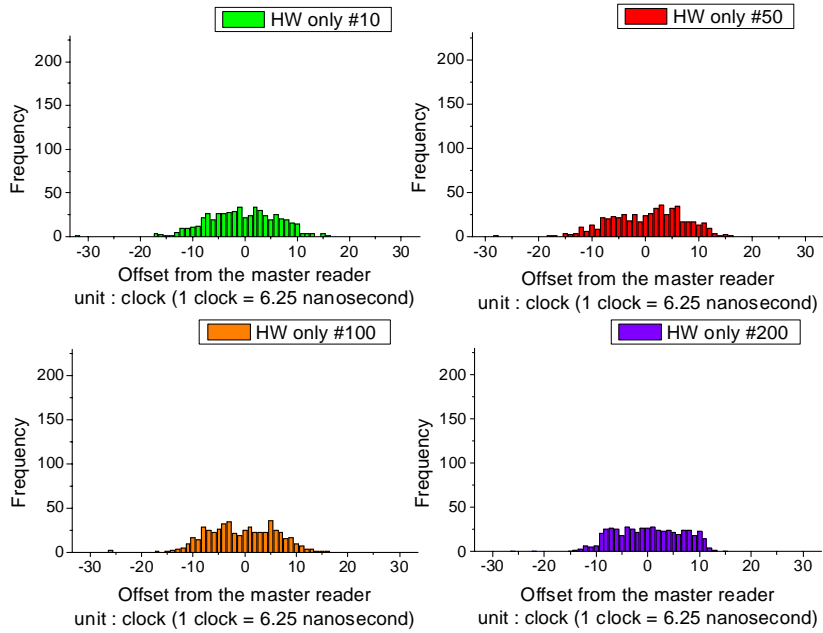 HW only #10
200
150
100
50
0
Frequency
-30 -20 -10 0 10 20 30
Offset from the master reader
unit : clock (1 clock = 6.25 nanosecond)
HW only #50
200
150
100
50
0
Frequency
-30 -20 -10 0 10 20 30
Offset from the master reader
unit : clock (1 clock = 6.25 nanosecond)
HW only #100
200
150
100
50
0
Frequency
-30 -20 -10 0 10 20 30
Offset from the master reader
unit : clock (1 clock = 6.25 nanosecond)
HW only #200
200
150
100
50
0
Frequency
-30 -20 -10 0 10 20 30
Offset from the master reader
unit : clock (1 clock = 6.25 nanosecond)